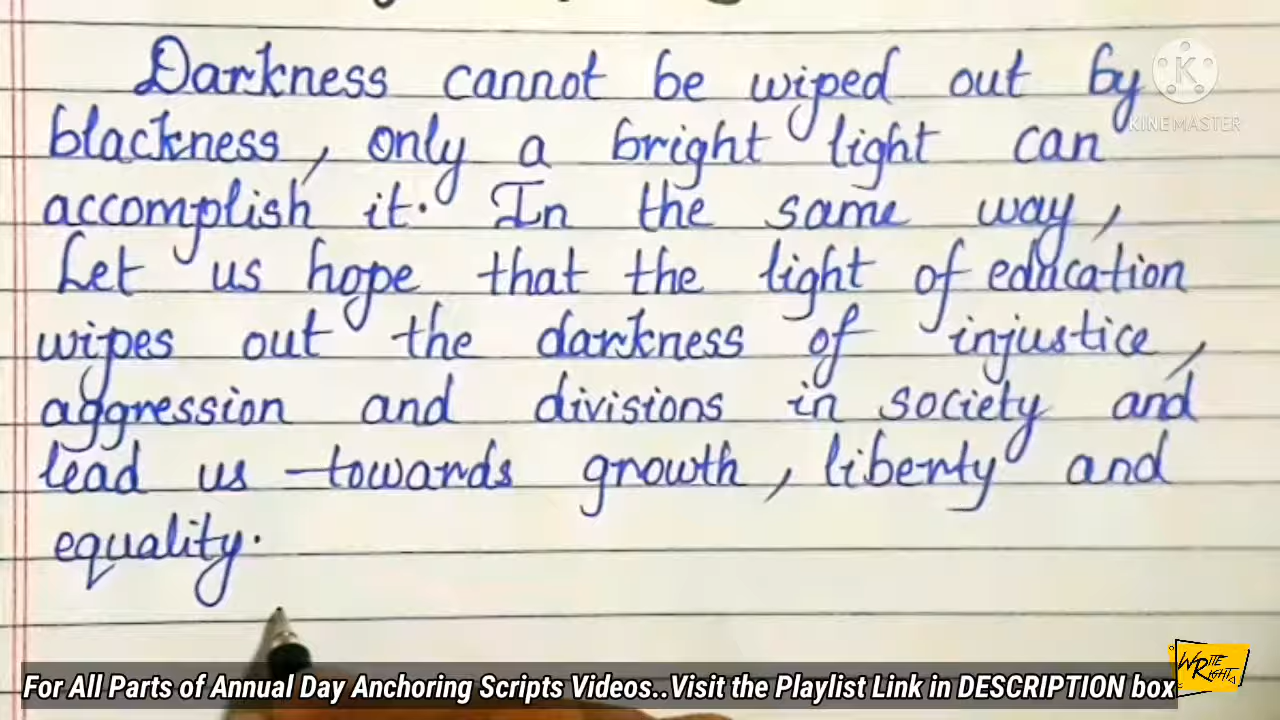 Darkness cannot be wiped out by
blackness, only a bright light can
accomplish it. In the same way,
Let us hope that the light of education
wipes out the darkness of injustice,
aggression and divisions in society and
lead us towards growth, liberty and
equality.
KINEMASTER
For All Parts of Annual Day Anchoring Scripts Videos..Visit the Playlist Link in DESCRIPTION box
WRITE
RIGHT